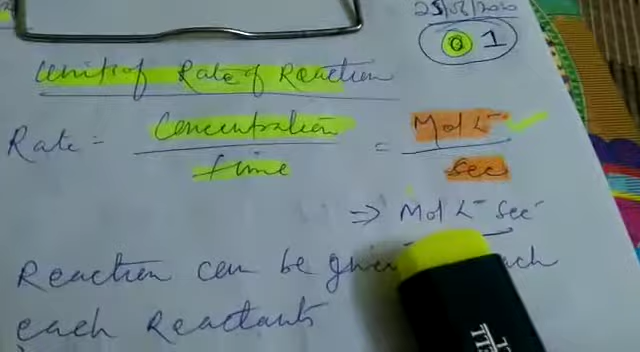 25/08/2020
0 1
Unit of Rate of Reaction
Rate = Concentration / time = Mol L⁻ / sec
⇒ Mol L⁻ Sec⁻
Reaction can be given
each Reactants